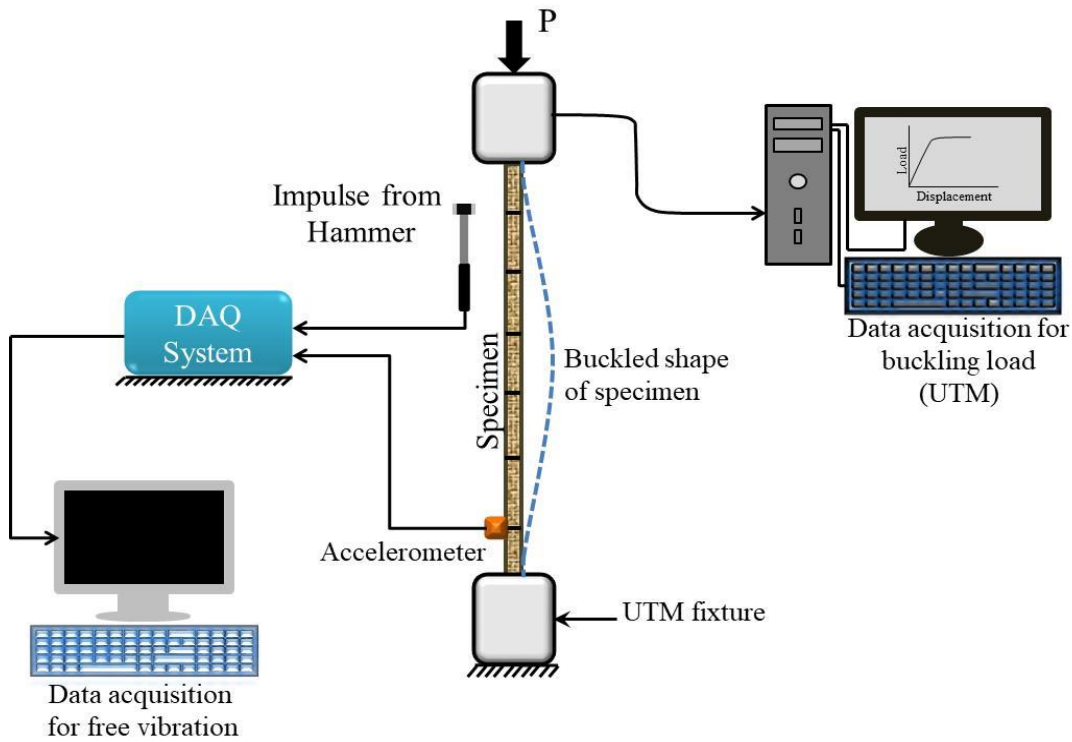 P
Impulse from
Hammer
Load
Displacement
DAQ
System
Specimen
Buckled shape
of specimen
Data acquisition for
buckling load
(UTM)
Accelerometer
UTM fixture
Data acquisition
for free vibration